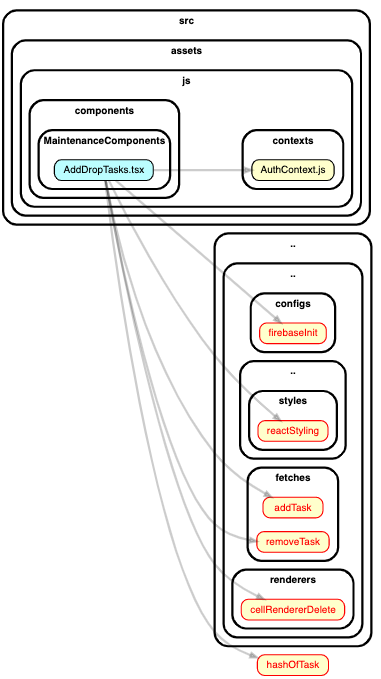 src
assets
js
components
MaintenanceComponents
AddDropTasks.tsx
contexts
AuthContext.js
..
..
configs
firebaseInit
..
styles
reactStyling
fetches
addTask
removeTask
renderers
cellRendererDelete
hashOfTask